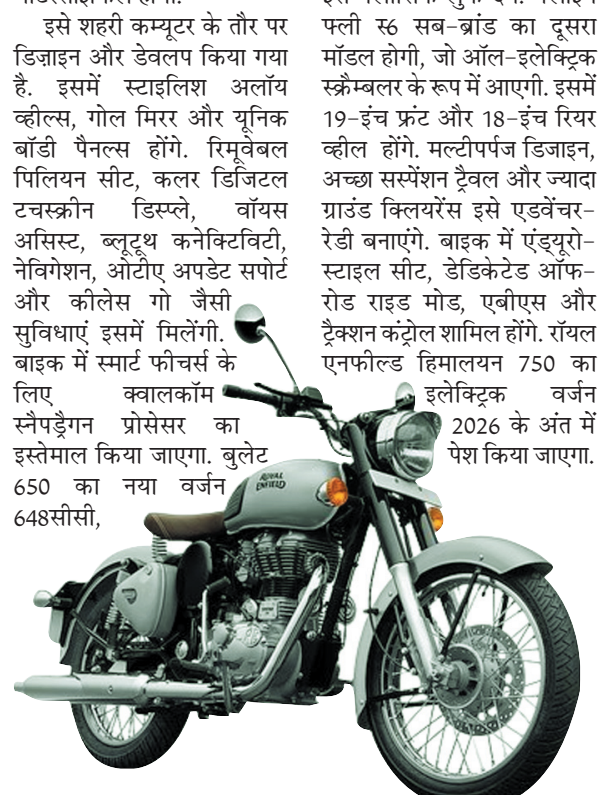 इसे शहरी कम्यूटर के तौर पर
डिज़ाइन और डेवलप किया गया
है. इसमें स्टाइलिश अलॉय
व्हील्स, गोल मिरर और यूनिक
बॉडी पैनल्स होंगे. रिमूवेबल
पिलियन सीट, कलर डिजिटल
टचस्क्रीन डिस्प्ले, वॉयस
असिस्ट, ब्लूटूथ कनेक्टिविटी,
नेविगेशन, ओटीए अपडेट सपोर्ट
और कीलेस गो जैसी
सुविधाएं इसमें मिलेंगी.
बाइक में स्मार्ट फीचर्स के
लिए क्वालकॉम
स्नैपड्रैगन प्रोसेसर का
इस्तेमाल किया जाएगा. बुलेट
650 का नया वर्जन
648सीसी,
फ्ली स्6 सब-ब्रांड का दूसरा
मॉडल होगी, जो ऑल-इलेक्ट्रिक
स्क्रैम्बलर के रूप में आएगी. इसमें
19-इंच फ्रंट और 18-इंच रियर
व्हील होंगे. मल्टीपर्पज डिजाइन,
अच्छा सस्पेंशन ट्रैवल और ज्यादा
ग्राउंड क्लियरेंस इसे एडवेंचर-
रेडी बनाएंगे. बाइक में एंड्यूरो-
स्टाइल सीट, डेडिकेटेड ऑफ-
रोड राइड मोड, एबीएस और
ट्रैक्शन कंट्रोल शामिल होंगे. रॉयल
एनफील्ड हिमालयन 750 का
इलेक्ट्रिक वर्जन
2026 के अंत में
पेश किया जाएगा.
ROYAL
ENFIELD